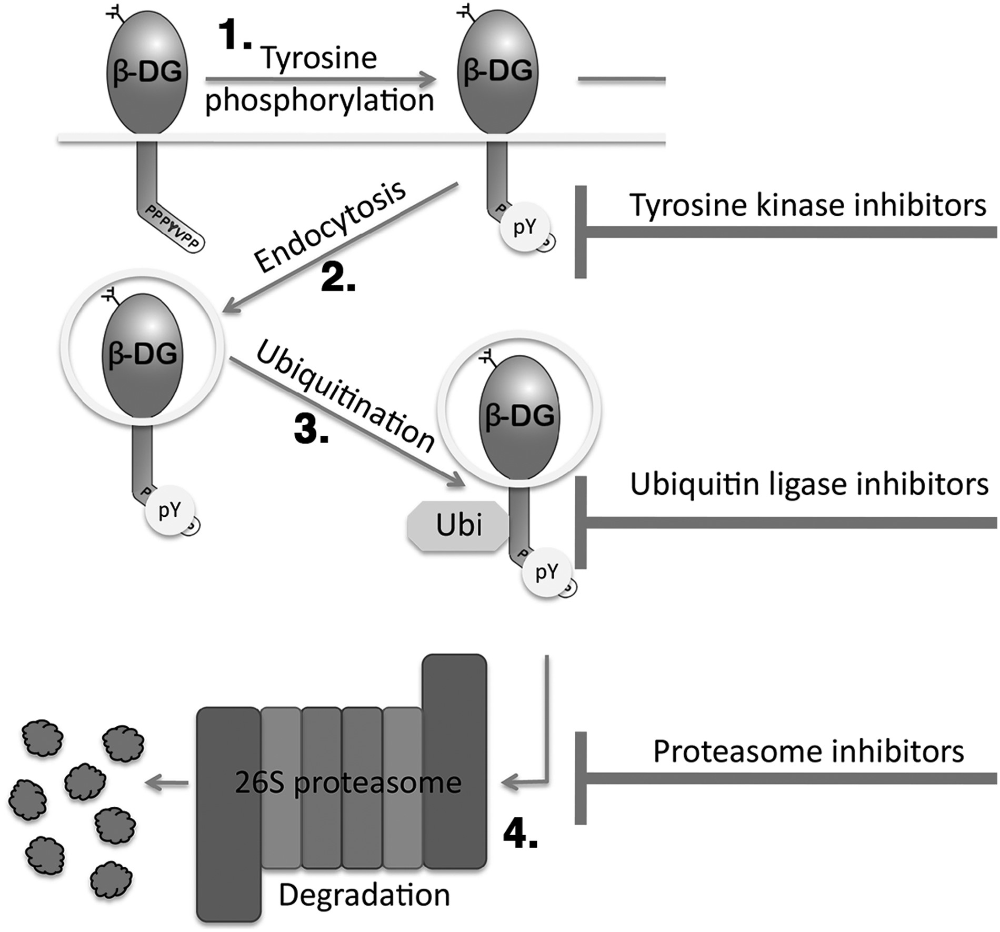 1.
Tyrosine
phosphorylation
β-DG
β-DG
PPPYVPP
P
pY
Tyrosine kinase inhibitors
Endocytosis
2.
β-DG
P
pY
Ubiquitination
3.
β-DG
Ubi
P
pY
Ubiquitin ligase inhibitors
26S proteasome
4.
Proteasome inhibitors
Degradation